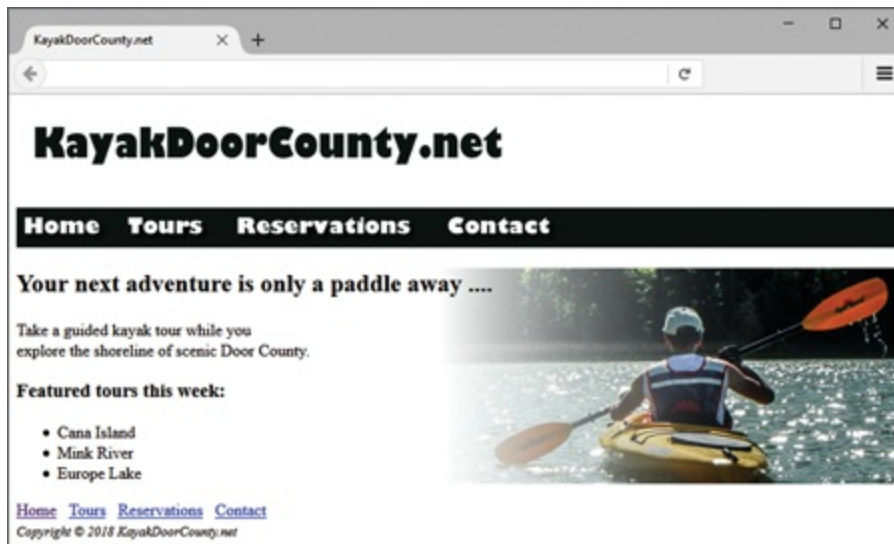 KayakDoorCounty.net
KayakDoorCounty.net
Home Tours Reservations Contact
Your next adventure is only a paddle away ....
Take a guided kayak tour while you
explore the shoreline of scenic Door County.
Featured tours this week:
• Cana Island
• Mink River
• Europe Lake
Home Tours Reservations Contact
Copyright © 2018 KayakDoorCounty.net